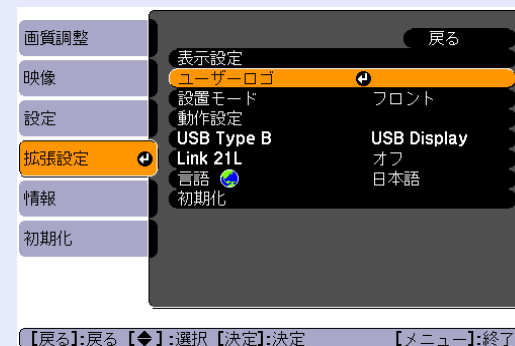 画質調整
映像
設定
拡張設定
情報
初期化
戻る
表示設定
ユーザーロゴ
設置モード フロント
動作設定
USB Type B USB Display
Link 21L オフ
言語 日本語
初期化
【戻る】:戻る 【◆】:選択 【決定】:決定 【メニュー】:終了